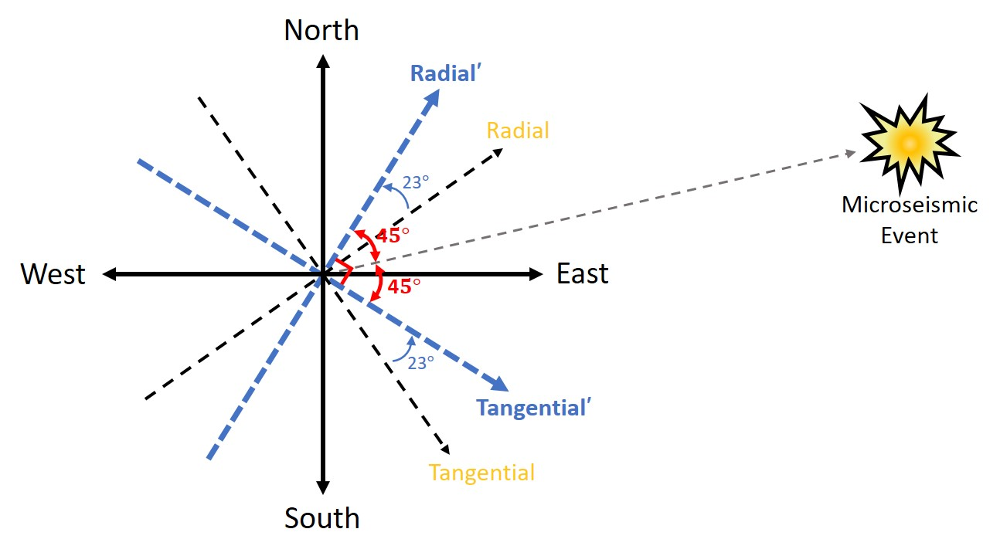 North
Radial′
Radial
23°
45°
Microseismic
Event
West
East
45°
23°
Tangential′
Tangential
South